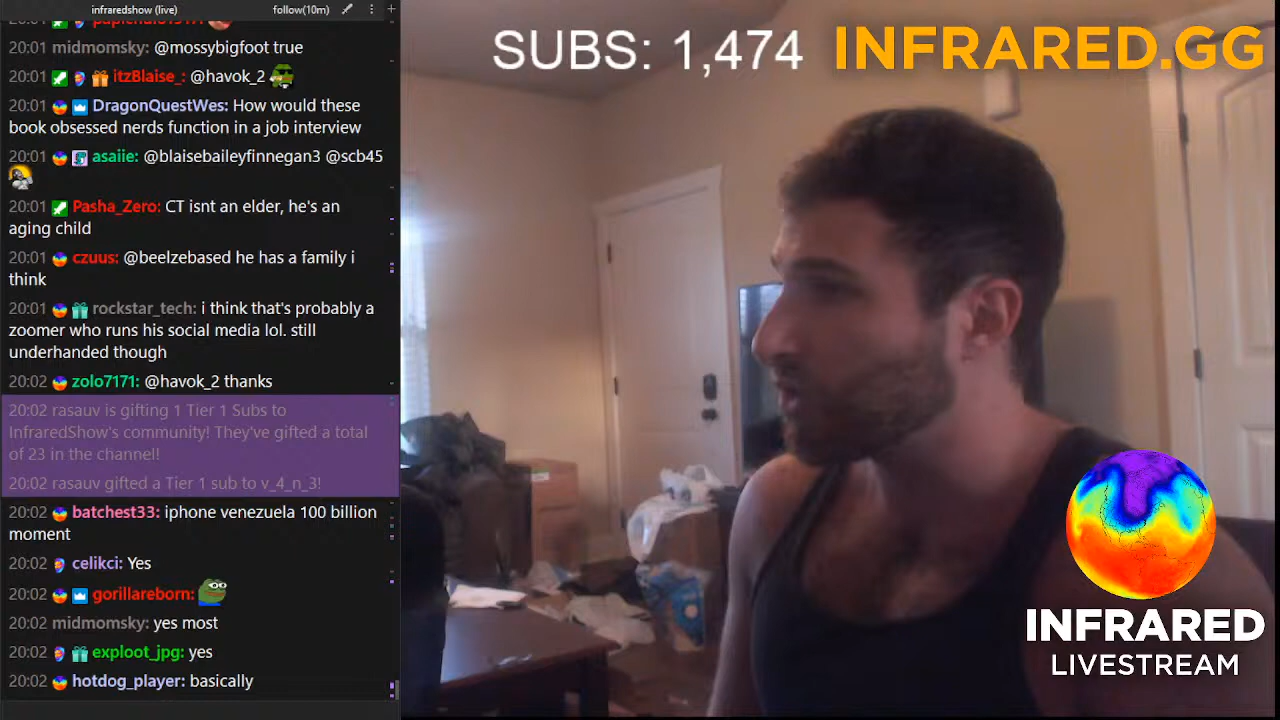 infraredshow (live) follow(10m)
20:01 midmomsky: @mossybigfoot true
20:01 itzBlaise_: @havok_2
20:01 DragonQuestWes: How would these
book obsessed nerds function in a job interview
20:01 asaiie: @blaisebaileyfinnegan3 @scb45
20:01 Pasha_Zero: CT isnt an elder, he's an
aging child
20:01 czuus: @beelzebased he has a family i
think
20:01 rockstar_tech: i think that's probably a
zoomer who runs his social media lol. still
underhanded though
20:02 zolo7171: @havok_2 thanks
20:02 rasauv is gifting 1 Tier 1 Subs to
InfraredShow's community! They've gifted a total
of 23 in the channel!
20:02 rasauv gifted a Tier 1 sub to v_4_n_3!
20:02 batchest33: iphone venezuela 100 billion
moment
20:02 celikci: Yes
20:02 gorillareborn:
20:02 midmomsky: yes most
20:02 exploot_jpg: yes
20:02 hotdog_player: basically
SUBS: 1,474 INFRARED.GG
INFRARED
LIVESTREAM